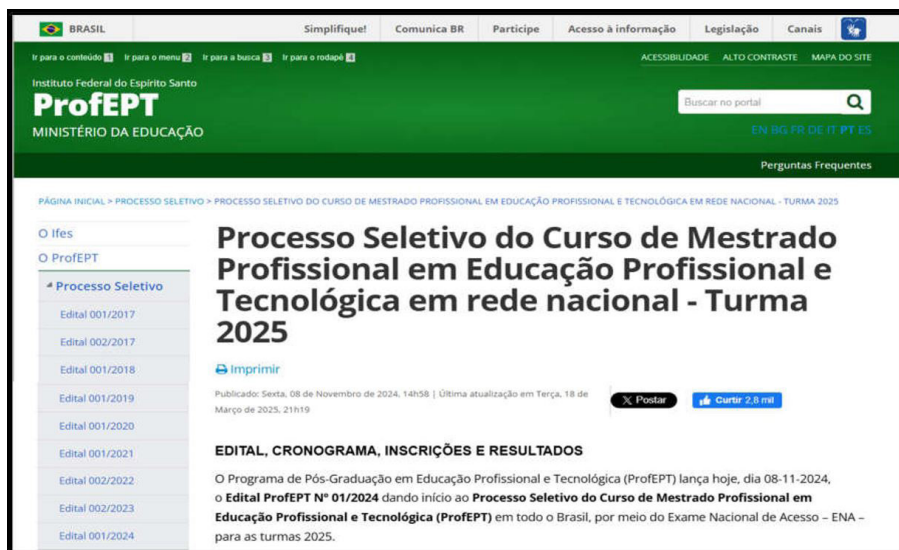 BRASIL Simplifique! Comunica BR Participe Acesso à informação Legislação Canais
Ir para o conteúdo 1 Ir para o menu 2 Ir para a busca 3 Ir para o rodapé 4 ACESSIBILIDADE ALTO CONTRASTE MAPA DO SITE
Instituto Federal do Espírito Santo
ProfEPT
MINISTÉRIO DA EDUCAÇÃO
Buscar no portal
EN BG FR DE IT PT ES
Perguntas Frequentes
PÁGINA INICIAL > PROCESSO SELETIVO > PROCESSO SELETIVO DO CURSO DE MESTRADO PROFISSIONAL EM EDUCAÇÃO PROFISSIONAL E TECNOLÓGICA EM REDE NACIONAL - TURMA 2025
O Ifes
O ProfEPT
Processo Seletivo
Edital 001/2017
Edital 002/2017
Edital 001/2018
Edital 001/2019
Edital 001/2020
Edital 001/2021
Edital 002/2022
Edital 002/2023
Edital 001/2024
Processo Seletivo do Curso de Mestrado
Profissional em Educação Profissional e
Tecnológica em rede nacional - Turma
2025
Imprimir
Publicado: Sexta, 08 de Novembro de 2024, 14h58 | Última atualização em Terça, 18 de
Março de 2025, 21h19
X Postar
Curtir 2,8 mil
EDITAL, CRONOGRAMA, INSCRIÇÕES E RESULTADOS
O Programa de Pós-Graduação em Educação Profissional e Tecnológica (ProfEPT) lança hoje, dia 08-11-2024,
o Edital ProfEPT Nº 01/2024 dando início ao Processo Seletivo do Curso de Mestrado Profissional em
Educação Profissional e Tecnológica (ProfEPT) em todo o Brasil, por meio do Exame Nacional de Acesso – ENA –
para as turmas 2025.